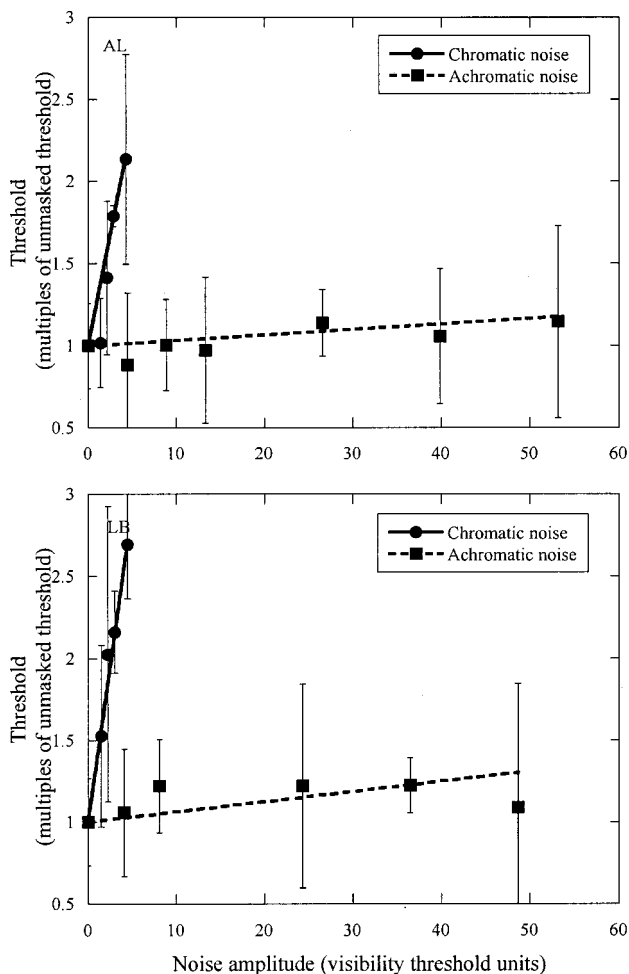 3
AL
Chromatic noise
Achromatic noise
2.5
2
Threshold
(multiples of unmasked threshold)
1.5
1
0.5
0 10 20 30 40 50 60
3
LB
Chromatic noise
Achromatic noise
2.5
2
Threshold
(multiples of unmasked threshold)
1.5
1
0.5
0 10 20 30 40 50 60
Noise amplitude (visibility threshold units)